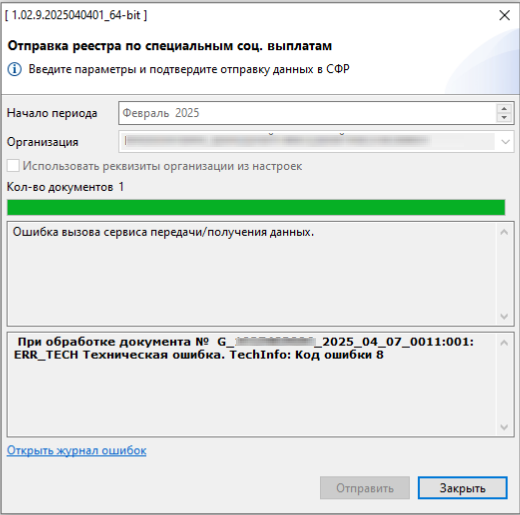 [ 1.02.9.2025040401_64-bit ]
Отправка реестра по специальным соц. выплатам
Введите параметры и подтвердите отправку данных в СФР
Начало периода Февраль 2025
Организация
Использовать реквизиты организации из настроек
Кол-во документов 1
Ошибка вызова сервиса передачи/получения данных.
При обработке документа № G_ _2025_04_07_0011:001:
ERR_TECH Техническая ошибка. TechInfo: Код ошибки 8
Открыть журнал ошибок
Отправить Закрыть